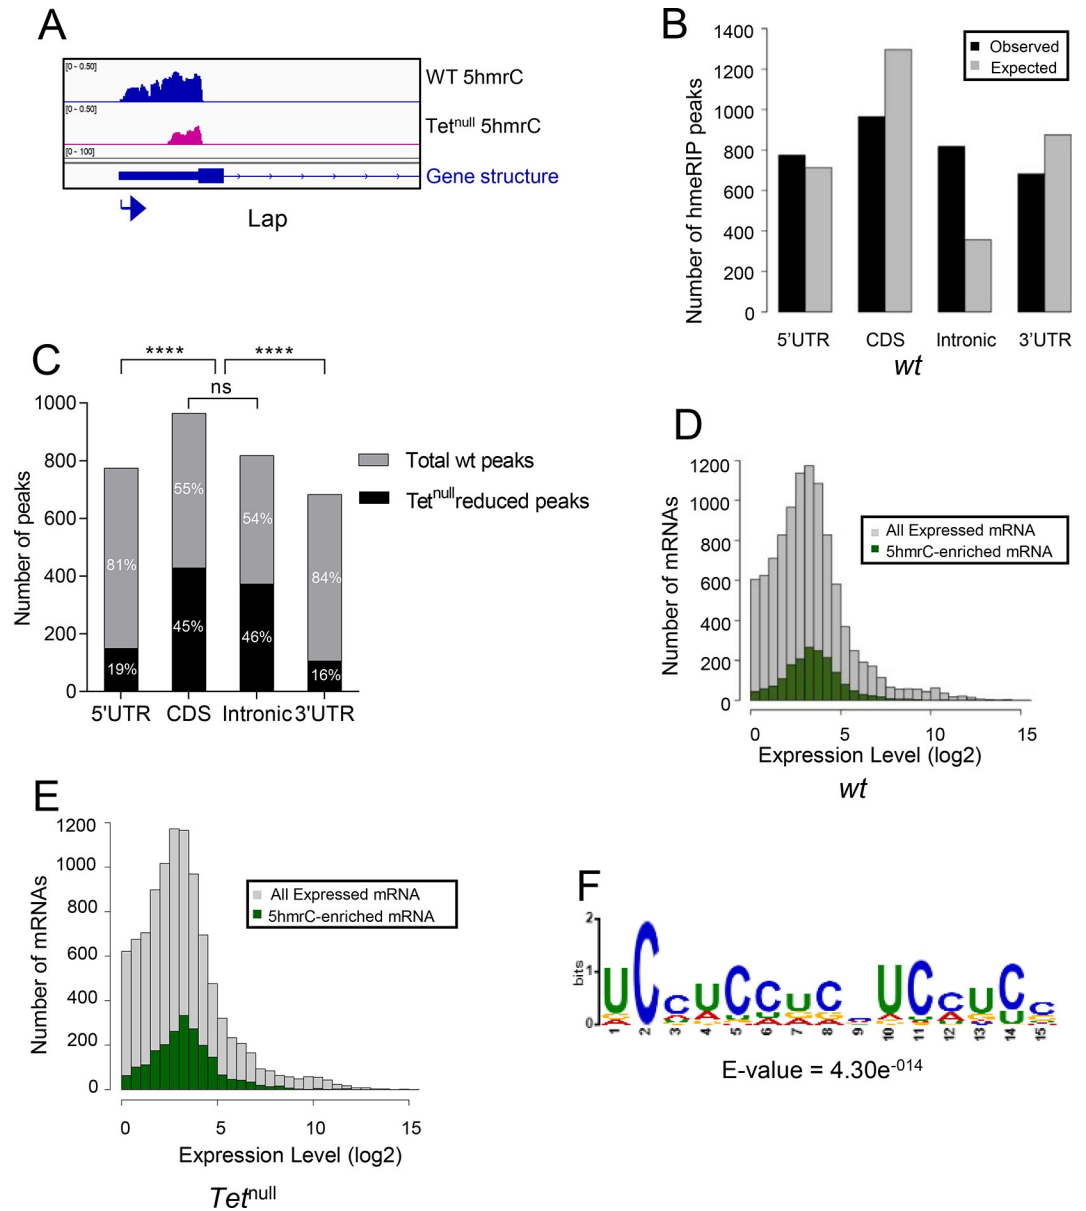 A
[0 - 0.50]
WT 5hmrC
[0 - 0.50]
Tetnull 5hmrC
[0 - 100]
Gene structure
Lap
B
Number of hmeRIP peaks
1400
1200
1000
800
600
400
200
0
Observed
Expected
5'UTR CDS Intronic 3'UTR
wt
C
**** ****
ns
Number of peaks
1000
800
600
400
200
0
81% 55% 54% 84%
19% 45% 46% 16%
5'UTR CDS Intronic 3'UTR
Total wt peaks
Tetnull reduced peaks
D
Number of mRNAs
1200
1000
800
600
400
200
0
All Expressed mRNA
5hmrC-enriched mRNA
0 5 10 15
Expression Level (log2)
wt
E
Number of mRNAs
1200
1000
800
600
400
200
0
All Expressed mRNA
5hmrC-enriched mRNA
0 5 10 15
Expression Level (log2)
Tetnull
F
bits
2
1
0
UCCUCCUC UCCUCC
1 2 3 4 5 6 7 8 9 10 11 12 13 14 15
E-value = 4.30e-014